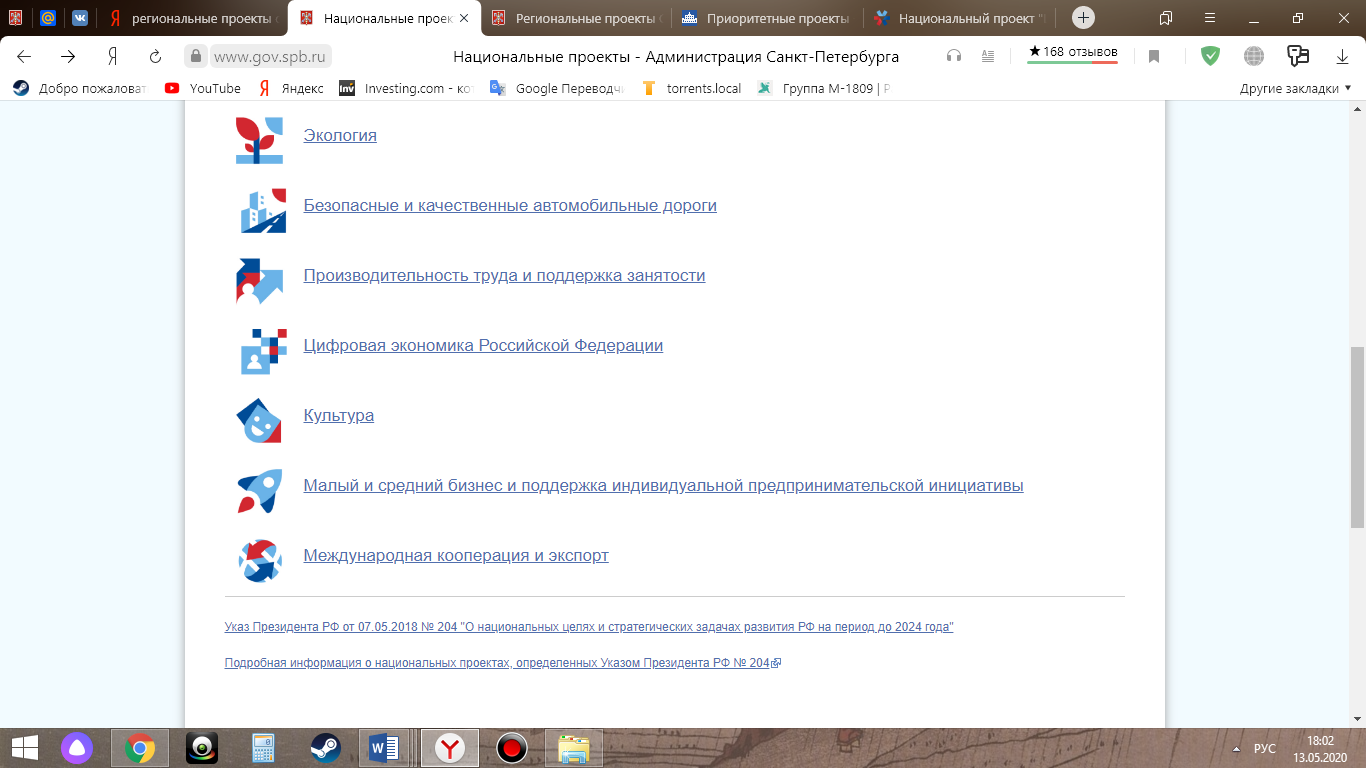 региональные проекты
Национальные проек
Региональные проекты
Приоритетные проекты
Национальный проект
www.gov.spb.ru
Национальные проекты - Администрация Санкт-Петербурга
★168 отзывов
Добро пожаловат
YouTube
Яндекс
Investing.com - кот
Google Переводчи
torrents.local
Группа М-1809 | Р
Другие закладки
Экология
Безопасные и качественные автомобильные дороги
Производительность труда и поддержка занятости
Цифровая экономика Российской Федерации
Культура
Малый и средний бизнес и поддержка индивидуальной предпринимательской инициативы
Международная кооперация и экспорт
Указ Президента РФ от 07.05.2018 № 204 "О национальных целях и стратегических задачах развития РФ на период до 2024 года"
Подробная информация о национальных проектах, определенных Указом Президента РФ № 204
РУС
18:02
13.05.2020